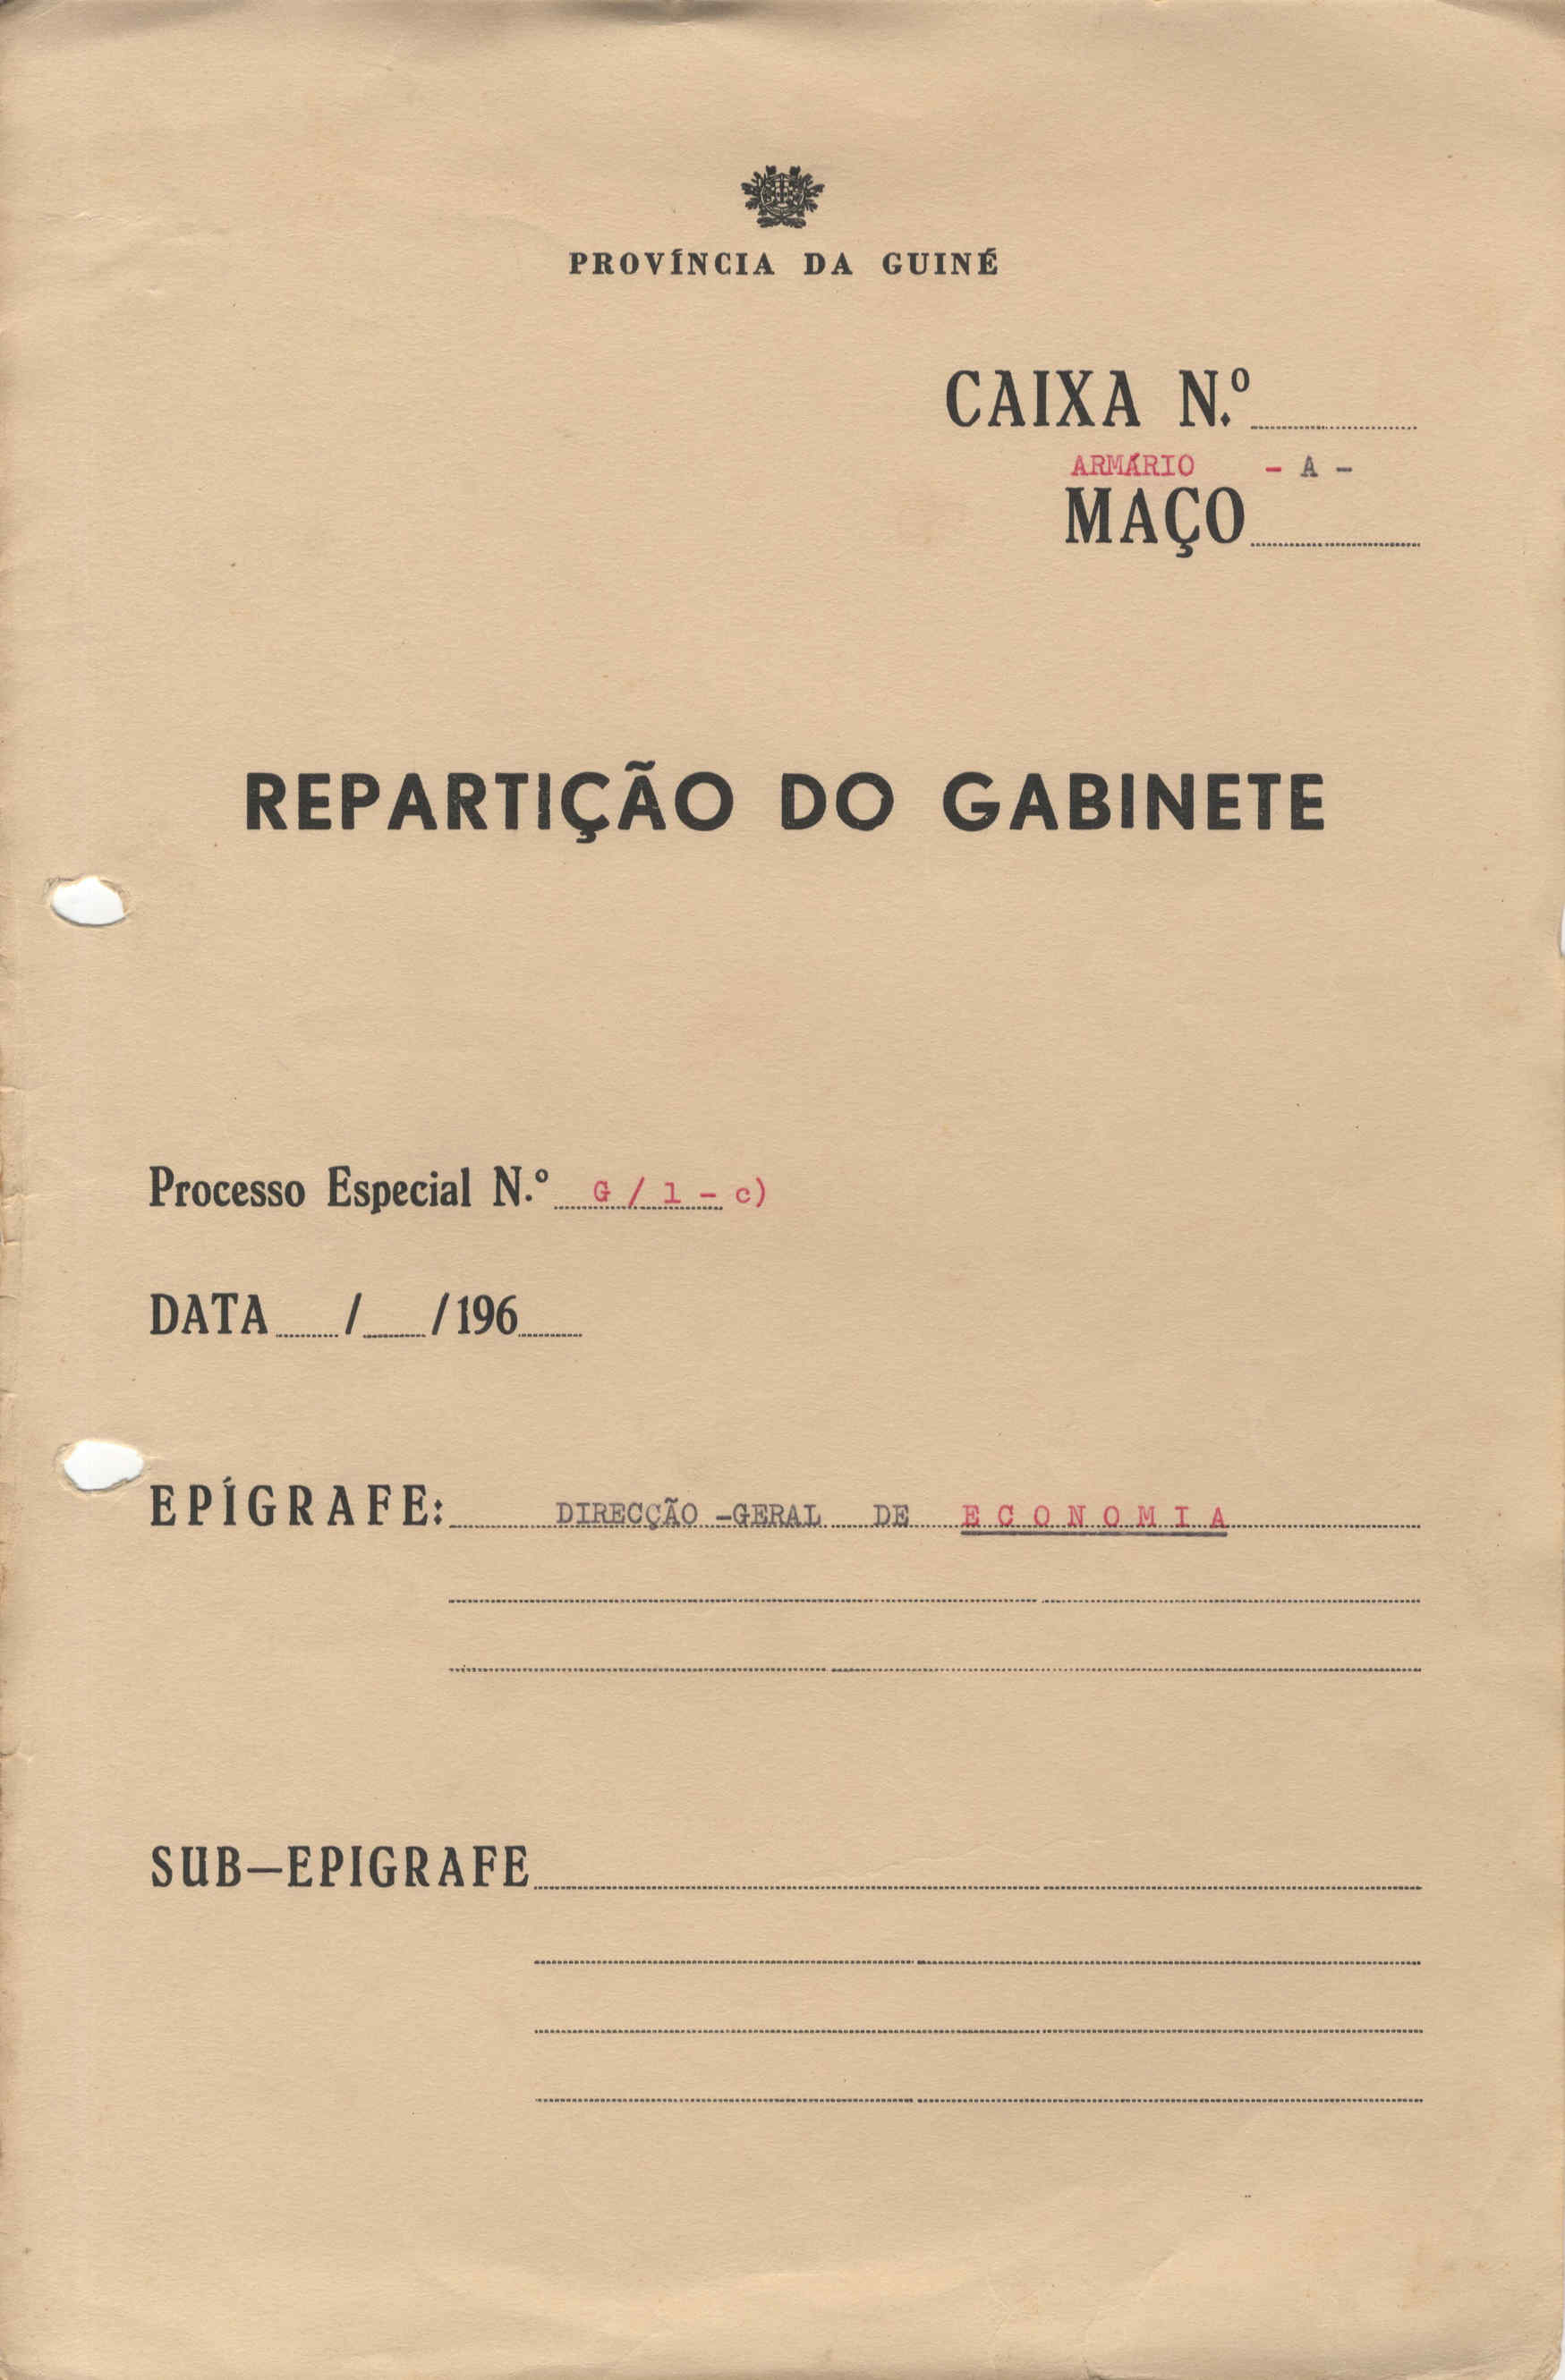 PROVÍNCIA DA GUINÉ
CAIXA N.º
ARMÁRIO - A -
MAÇO
REPARTIÇÃO DO GABINETE
Processo Especial N.º G / 1 - c)
DATA / /196
EPÍGRAFE: DIRECÇÃO -GERAL DE E C O N O M I A
SUB—EPIGRAFE